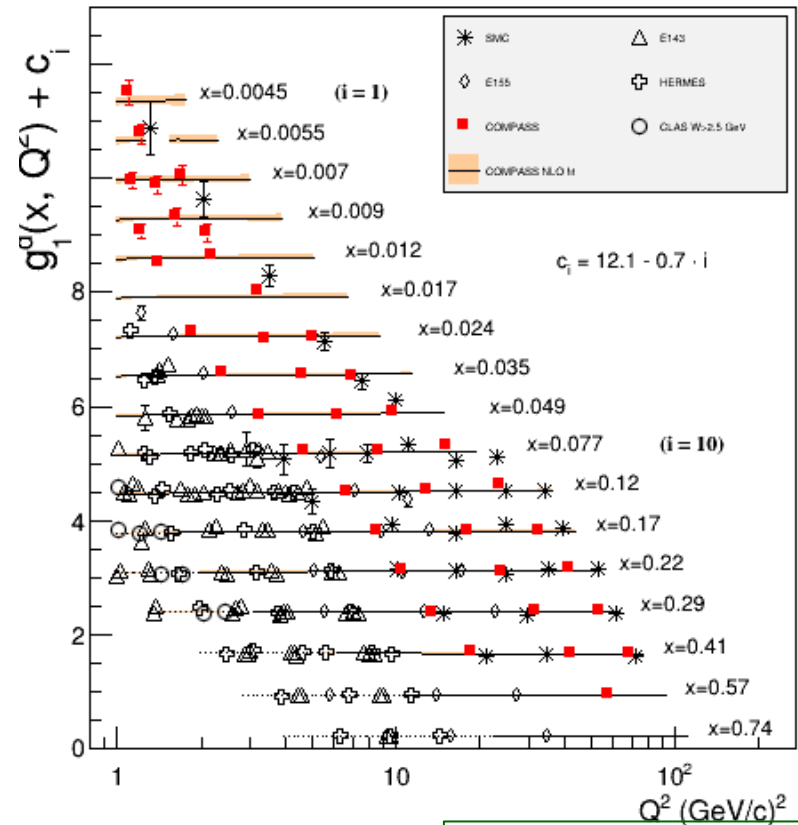 g₁ᵈ(x, Q²) + cᵢ
SMC
E143
E155
HERMES
COMPASS
CLAS W>2.5 GeV
COMPASS NLO fit
x=0.0045
(i = 1)
x=0.0055
x=0.007
x=0.009
x=0.012
cᵢ = 12.1 - 0.7 · i
x=0.017
8
x=0.024
x=0.035
6
x=0.049
x=0.077
(i = 10)
x=0.12
4
x=0.17
x=0.22
x=0.29
2
x=0.41
x=0.57
x=0.74
0
1
10
10²
Q² (GeV/c)²